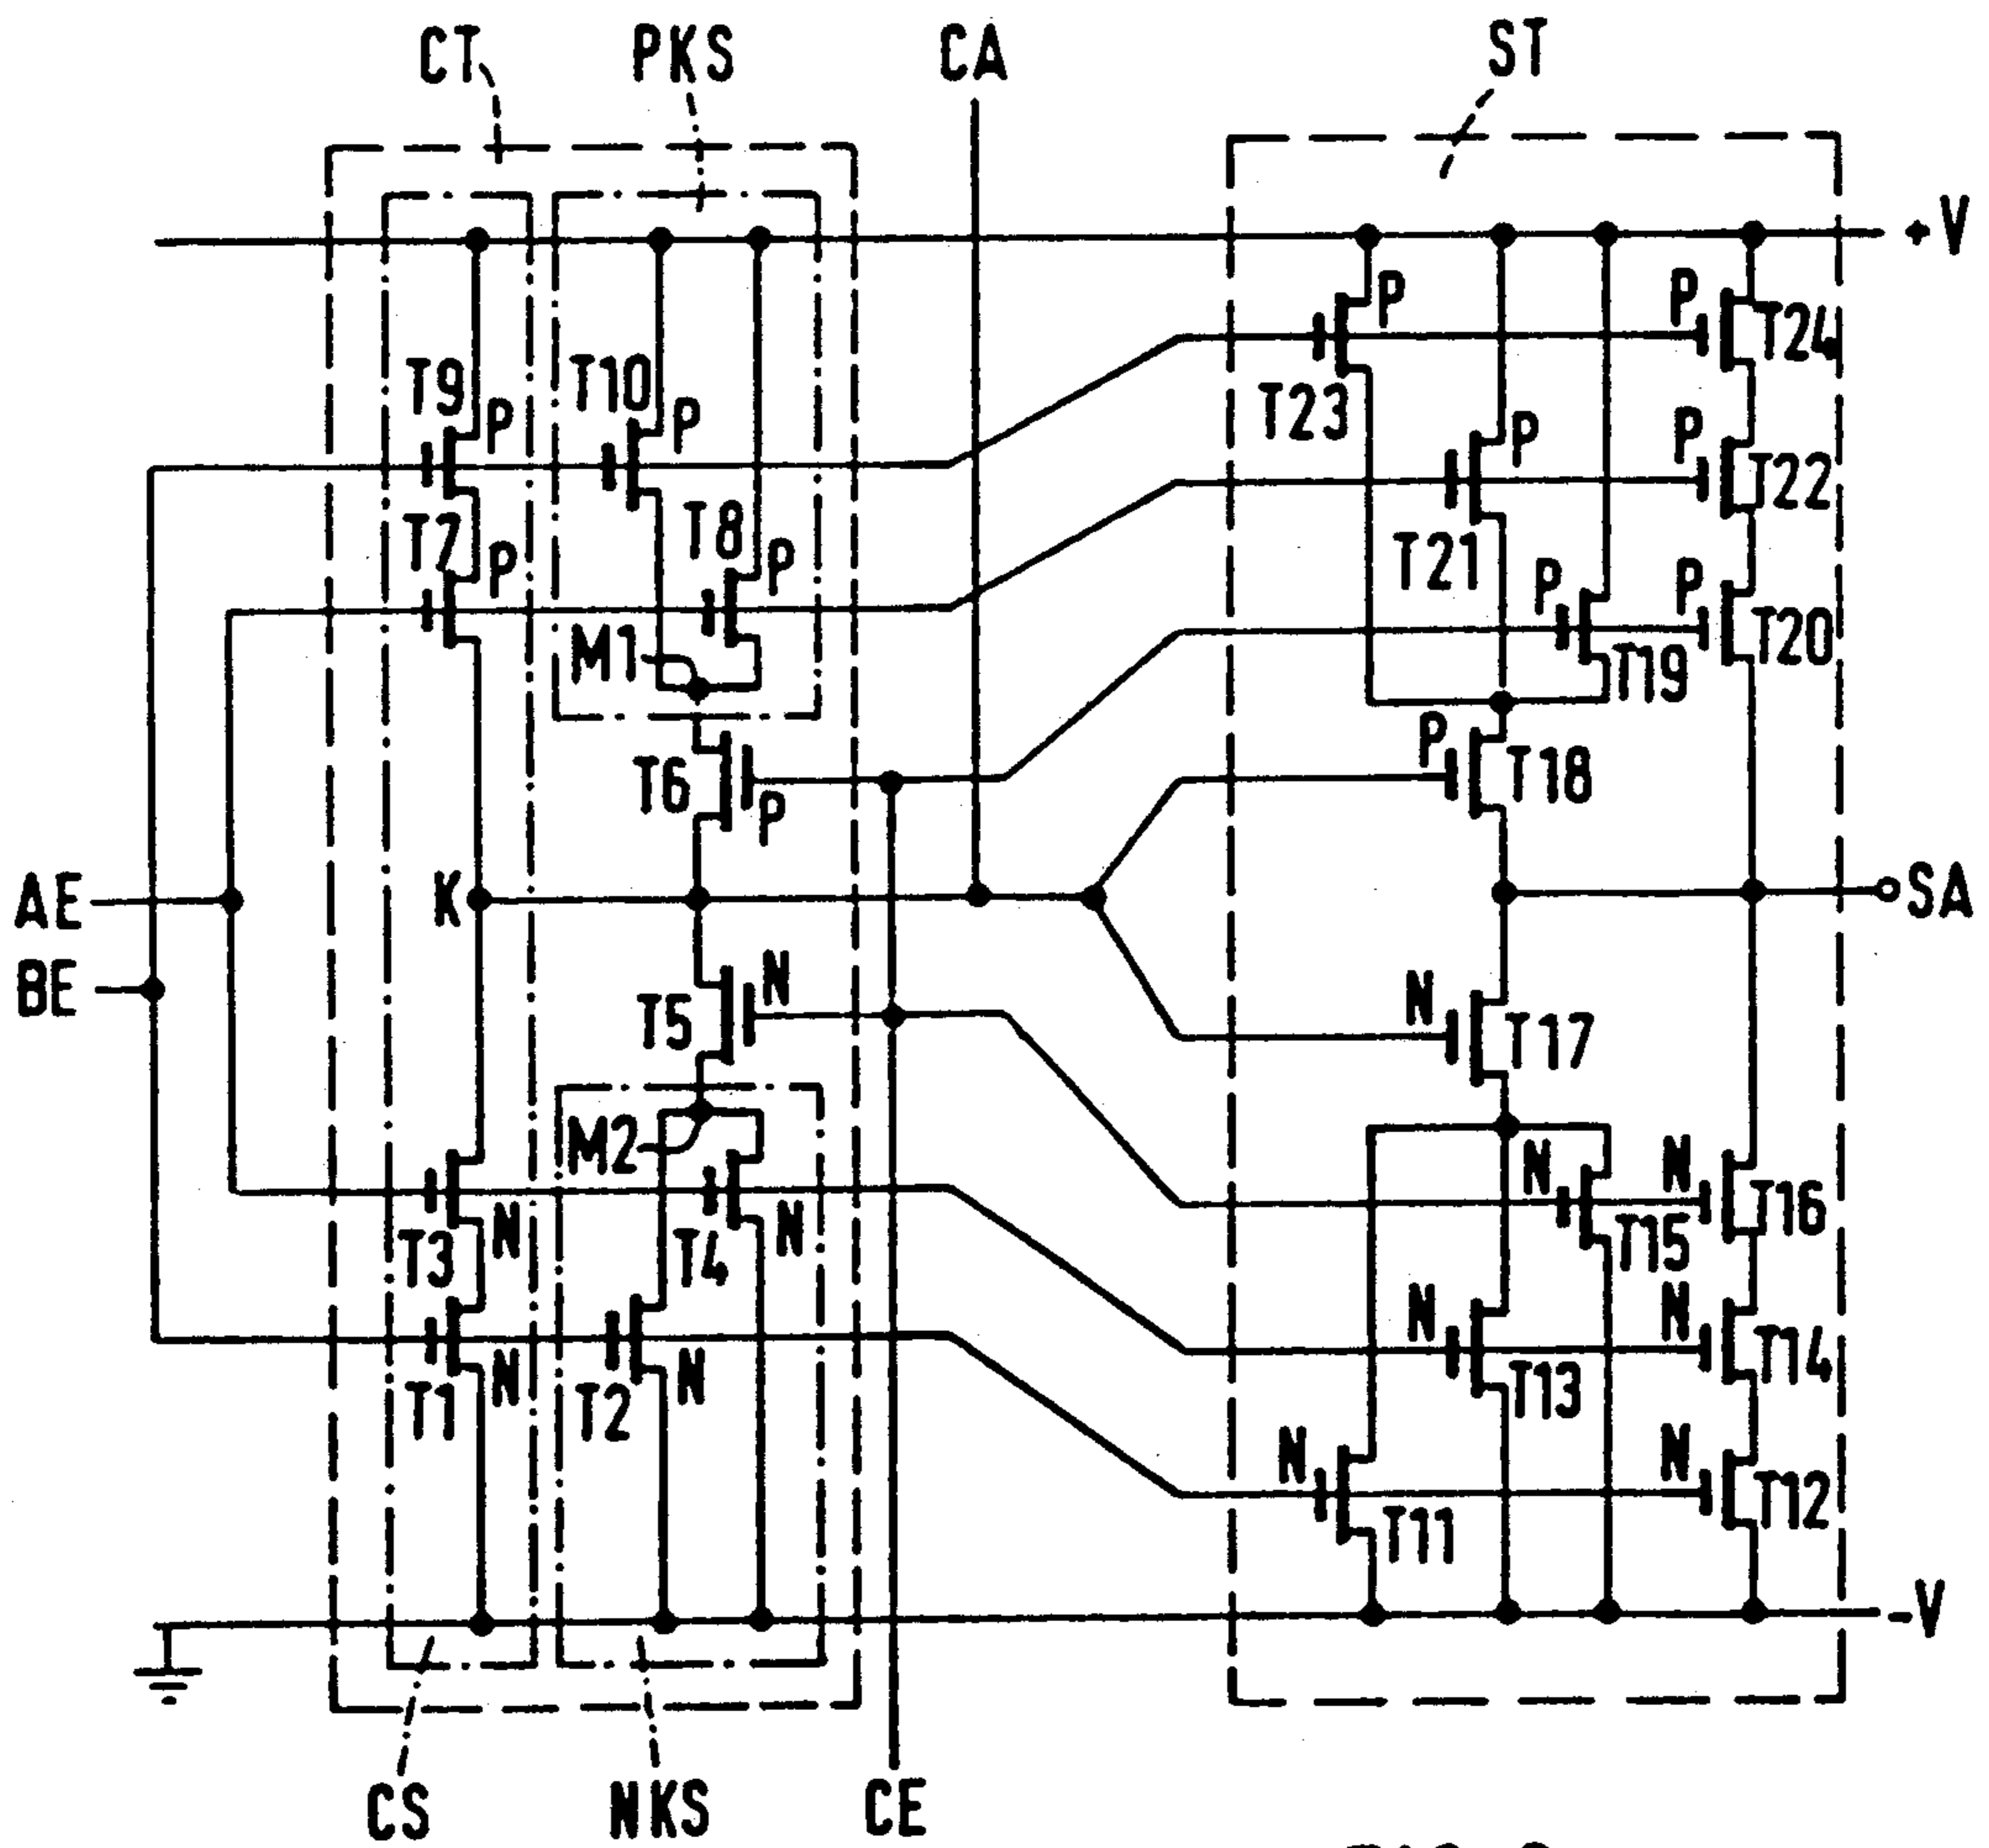 CT PKS CA ST
+V
P P T24
T9 P T10 P T23
P P T22
T7 P T8 P T21
P P T20
M1 T19
P T18
T6 P
AE K SA
BE N N
T5 T17
M2 N N T16
T3 N T4 N T15
N N T14
T1 N T2 N T13
N N T12
T11
-V
CS NKS CE